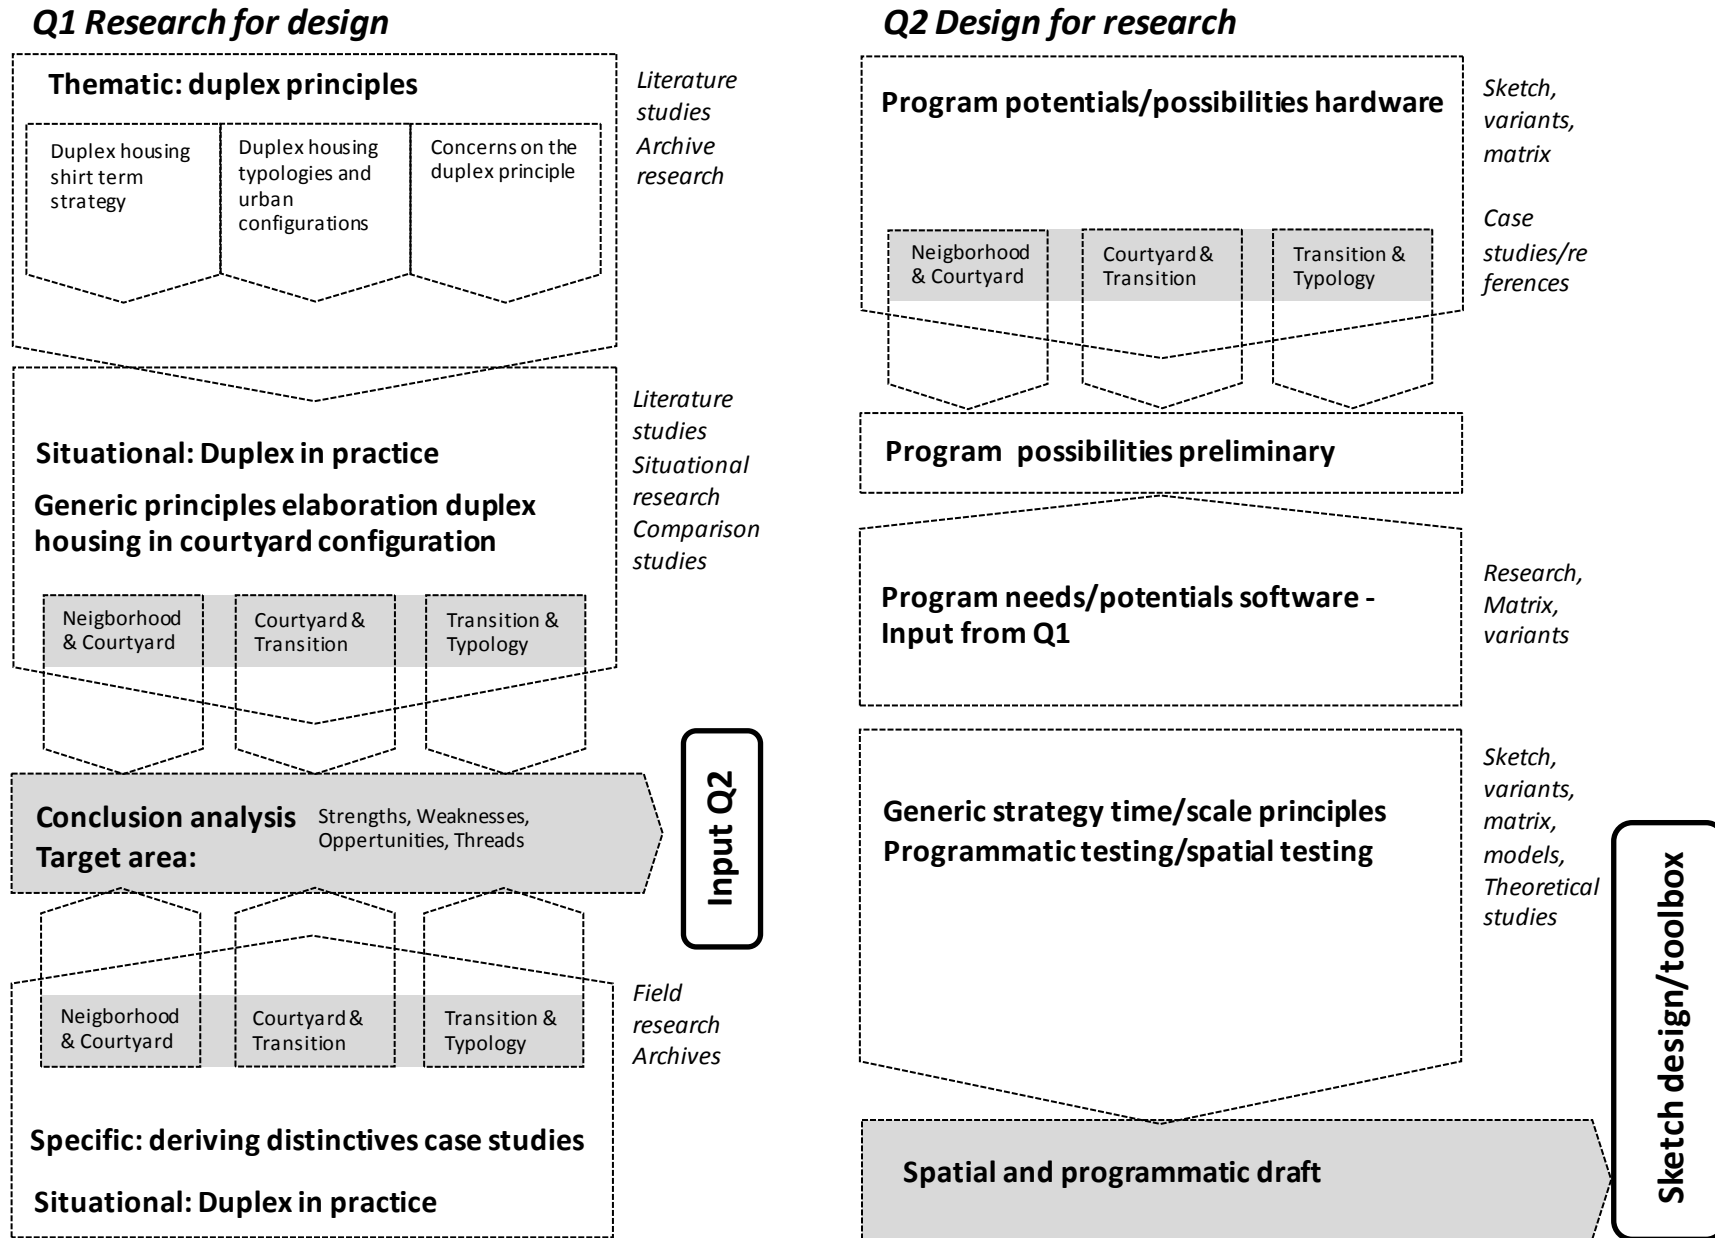 Q1 Research for design
Thematic: duplex principles
Duplex housing
shirt term
strategy
Duplex housing
typologies and
urban
configurations
Concerns on the
duplex principle
Literature
studies
Archive
research
Situational: Duplex in practice
Generic principles elaboration duplex
housing in courtyard configuration
Literature
studies
Situational
research
Comparison
studies
Neigborhood
& Courtyard
Courtyard &
Transition
Transition &
Typology
Conclusion analysis
Target area:
Strengths, Weaknesses,
Oppertunities, Threads
Input Q2
Neigborhood
& Courtyard
Courtyard &
Transition
Transition &
Typology
Field
research
Archives
Specific: deriving distinctives case studies
Situational: Duplex in practice
Q2 Design for research
Program potentials/possibilities hardware
Sketch,
variants,
matrix
Case
studies/re
ferences
Neigborhood
& Courtyard
Courtyard &
Transition
Transition &
Typology
Program possibilities preliminary
Program needs/potentials software -
Input from Q1
Research,
Matrix,
variants
Generic strategy time/scale principles
Programmatic testing/spatial testing
Sketch,
variants,
matrix,
models,
Theoretical
studies
Spatial and programmatic draft
Sketch design/toolbox